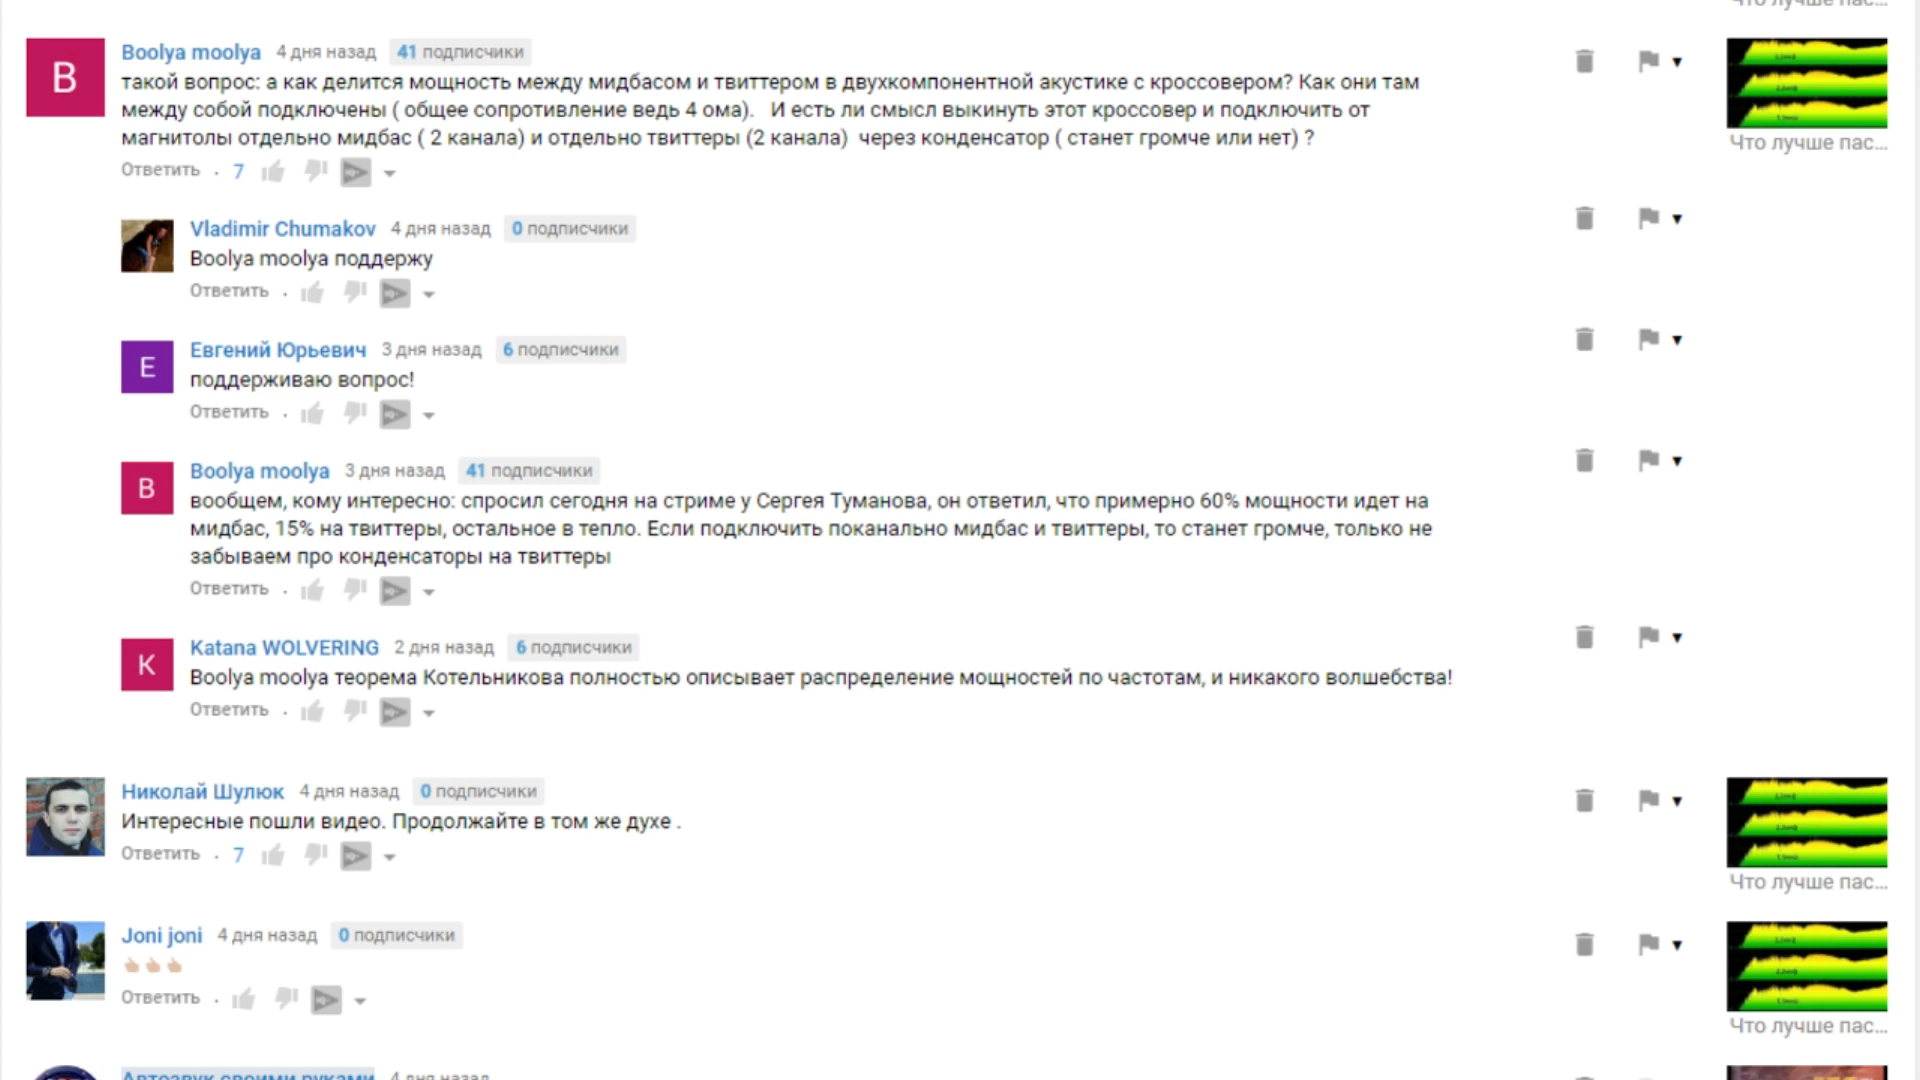 Что лучше пас...
Boolya moolya 4 дня назад 41 подписчики
такой вопрос: а как делится мощность между мидбасом и твиттером в двухкомпонентной акустике с кроссовером? Как они там
между собой подключены ( общее сопротивление ведь 4 ома). И есть ли смысл выкинуть этот кроссовер и подключить от
магнитолы отдельно мидбас ( 2 канала) и отдельно твиттеры (2 канала) через конденсатор ( станет громче или нет) ?
Ответить · 7
B
Что лучше пас...
Vladimir Chumakov 4 дня назад 0 подписчики
Boolya moolya поддержу
Ответить ·
Евгений Юрьевич 3 дня назад 6 подписчики
поддерживаю вопрос!
Ответить ·
E
Boolya moolya 3 дня назад 41 подписчики
вообщем, кому интересно: спросил сегодня на стриме у Сергея Туманова, он ответил, что примерно 60% мощности идет на
мидбас, 15% на твиттеры, остальное в тепло. Если подключить поканально мидбас и твиттеры, то станет громче, только не
забываем про конденсаторы на твиттеры
Ответить ·
B
Katana WOLVERING 2 дня назад 6 подписчики
Boolya moolya теорема Котельникова полностью описывает распределение мощностей по частотам, и никакого волшебства!
Ответить ·
K
Николай Шулюк 4 дня назад 0 подписчики
Интересные пошли видео. Продолжайте в том же духе .
Ответить · 7
Что лучше пас...
Joni joni 4 дня назад 0 подписчики
Ответить ·
Что лучше пас...
Автозвук своими руками 4 дня назад